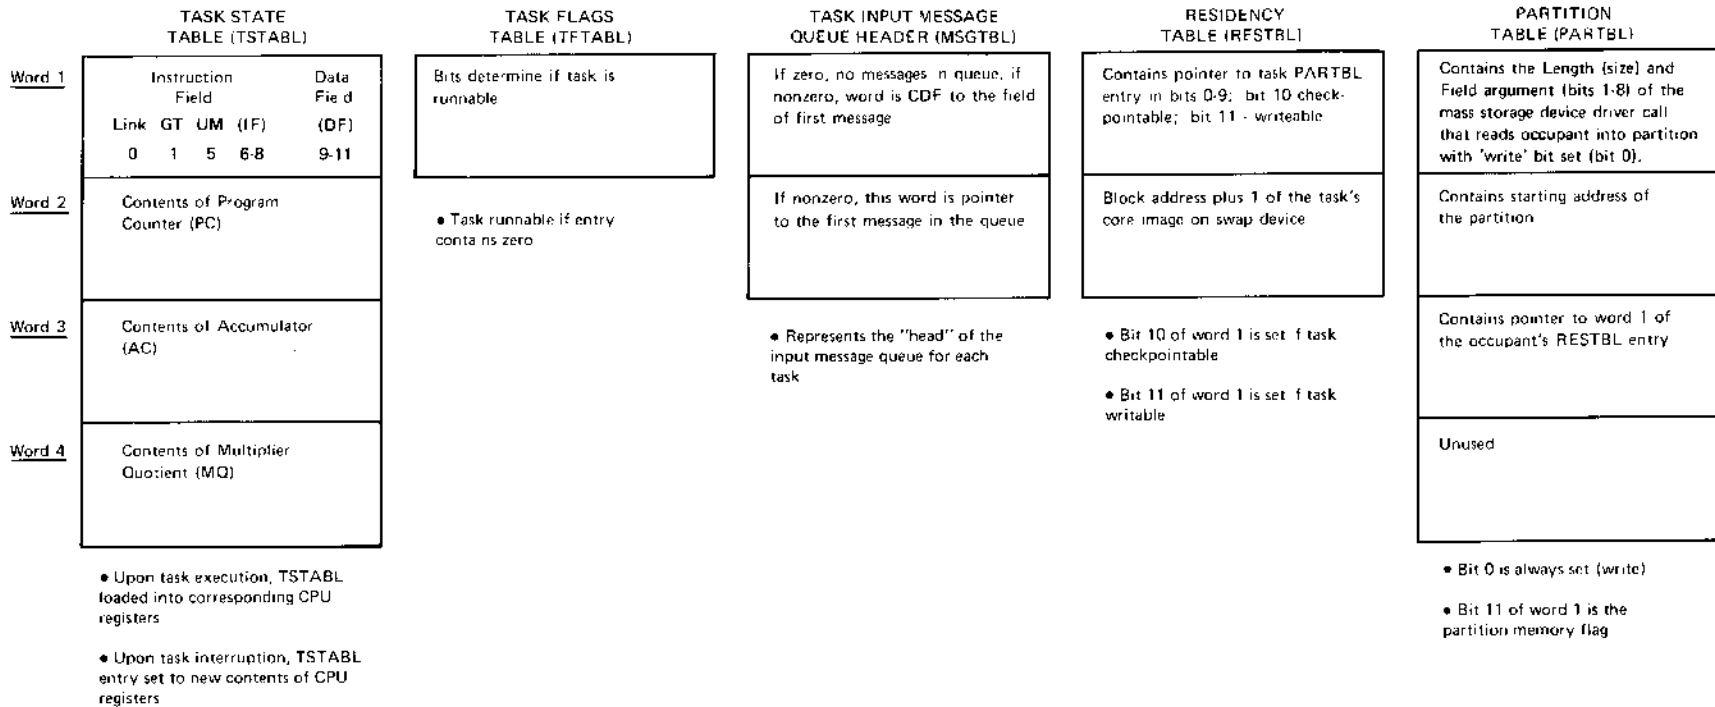 TASK STATE
TABLE (TSTABL)
Word 1
Instruction
Field
Data
Field
Link GT UM (IF) (DF)
0 1 5 6-8 9-11
Word 2
Contents of Program
Counter (PC)
Word 3
Contents of Accumulator
(AC)
Word 4
Contents of Multiplier
Quotient (MQ)
• Upon task execution, TSTABL
loaded into corresponding CPU
registers
• Upon task interruption, TSTABL
entry set to new contents of CPU
registers
TASK FLAGS
TABLE (TFTABL)
Bits determine if task is
runnable
• Task runnable if entry
contains zero
TASK INPUT MESSAGE
QUEUE HEADER (MSGTBL)
If zero, no messages in queue, if
nonzero, word is CDF to the field
of first message
If nonzero, this word is pointer
to the first message in the queue
• Represents the "head" of the
input message queue for each
task
RESIDENCY
TABLE (RESTBL)
Contains pointer to task PARTBL
entry in bits 0-9; bit 10 check-
pointable; bit 11 - writeable
Block address plus 1 of the task's
core image on swap device
• Bit 10 of word 1 is set if task
checkpointable
• Bit 11 of word 1 is set if task
writable
PARTITION
TABLE (PARTBL)
Contains the Length (size) and
Field argument (bits 1-8) of the
mass storage device driver call
that reads occupant into partition
with 'write' bit set (bit 0).
Contains starting address of
the partition
Contains pointer to word 1 of
the occupant's RESTBL entry
Unused
• Bit 0 is always set (write)
• Bit 11 of word 1 is the
partition memory flag